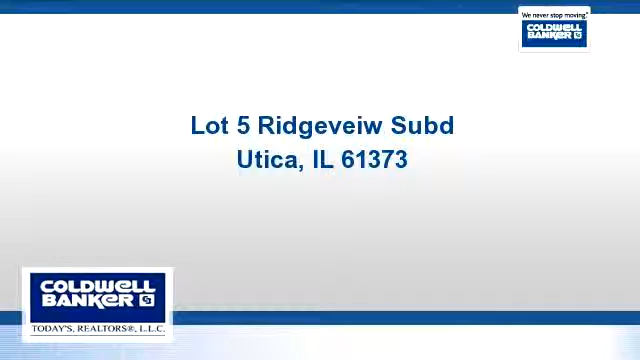 We never stop moving.®
COLDWELL
BANKER
Lot 5 Ridgeveiw Subd
Utica, IL 61373
COLDWELL
BANKER
TODAY'S, REALTORS®, L.L.C.